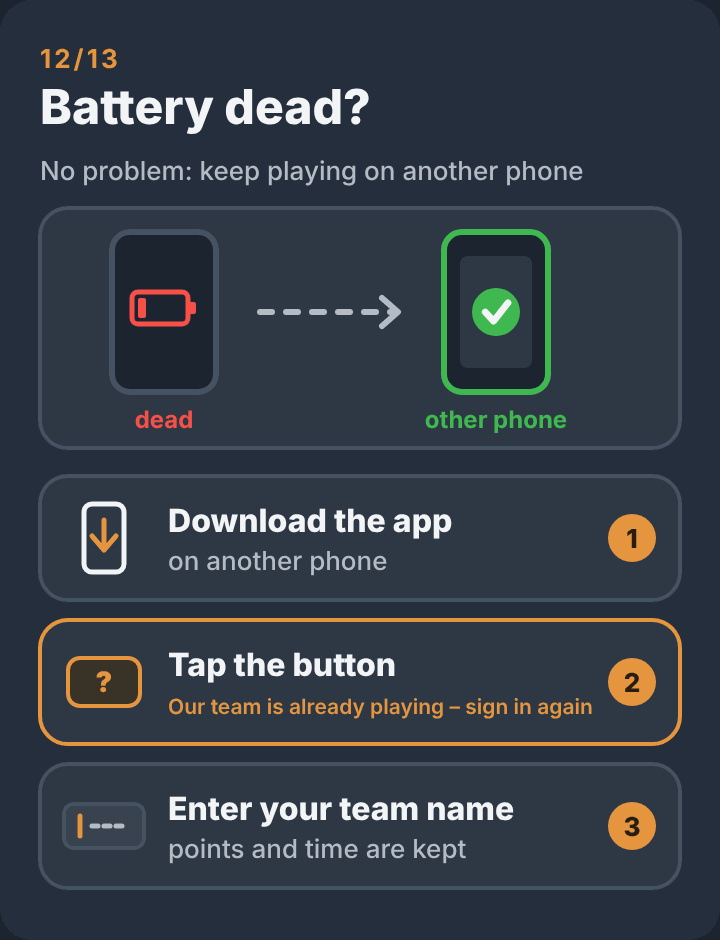 12/13
Battery dead?
No problem: keep playing on another phone
dead
other phone
Download the app
on another phone
1
?
Tap the button
Our team is already playing – sign in again
2
Enter your team name
points and time are kept
3